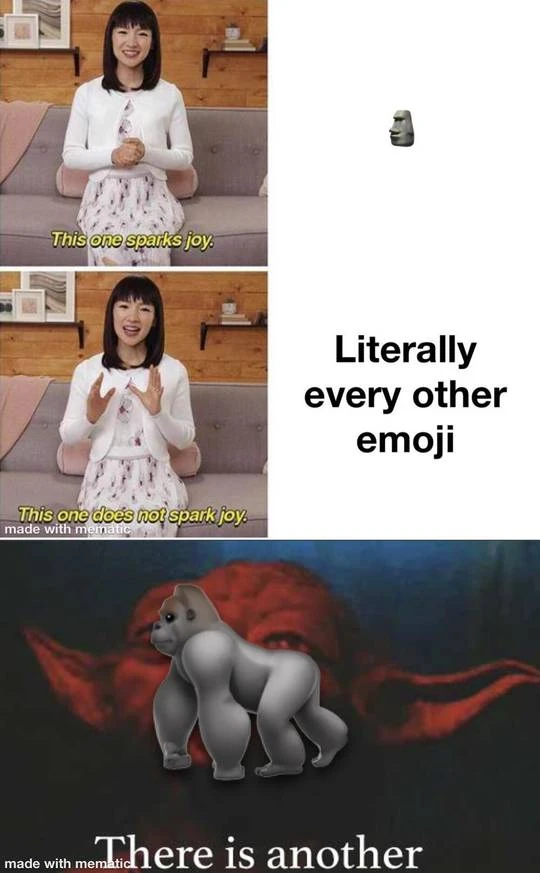 This one sparks joy.
Literally
every other
emoji
This one does not spark joy.
made with mematic
There is another
made with mematic